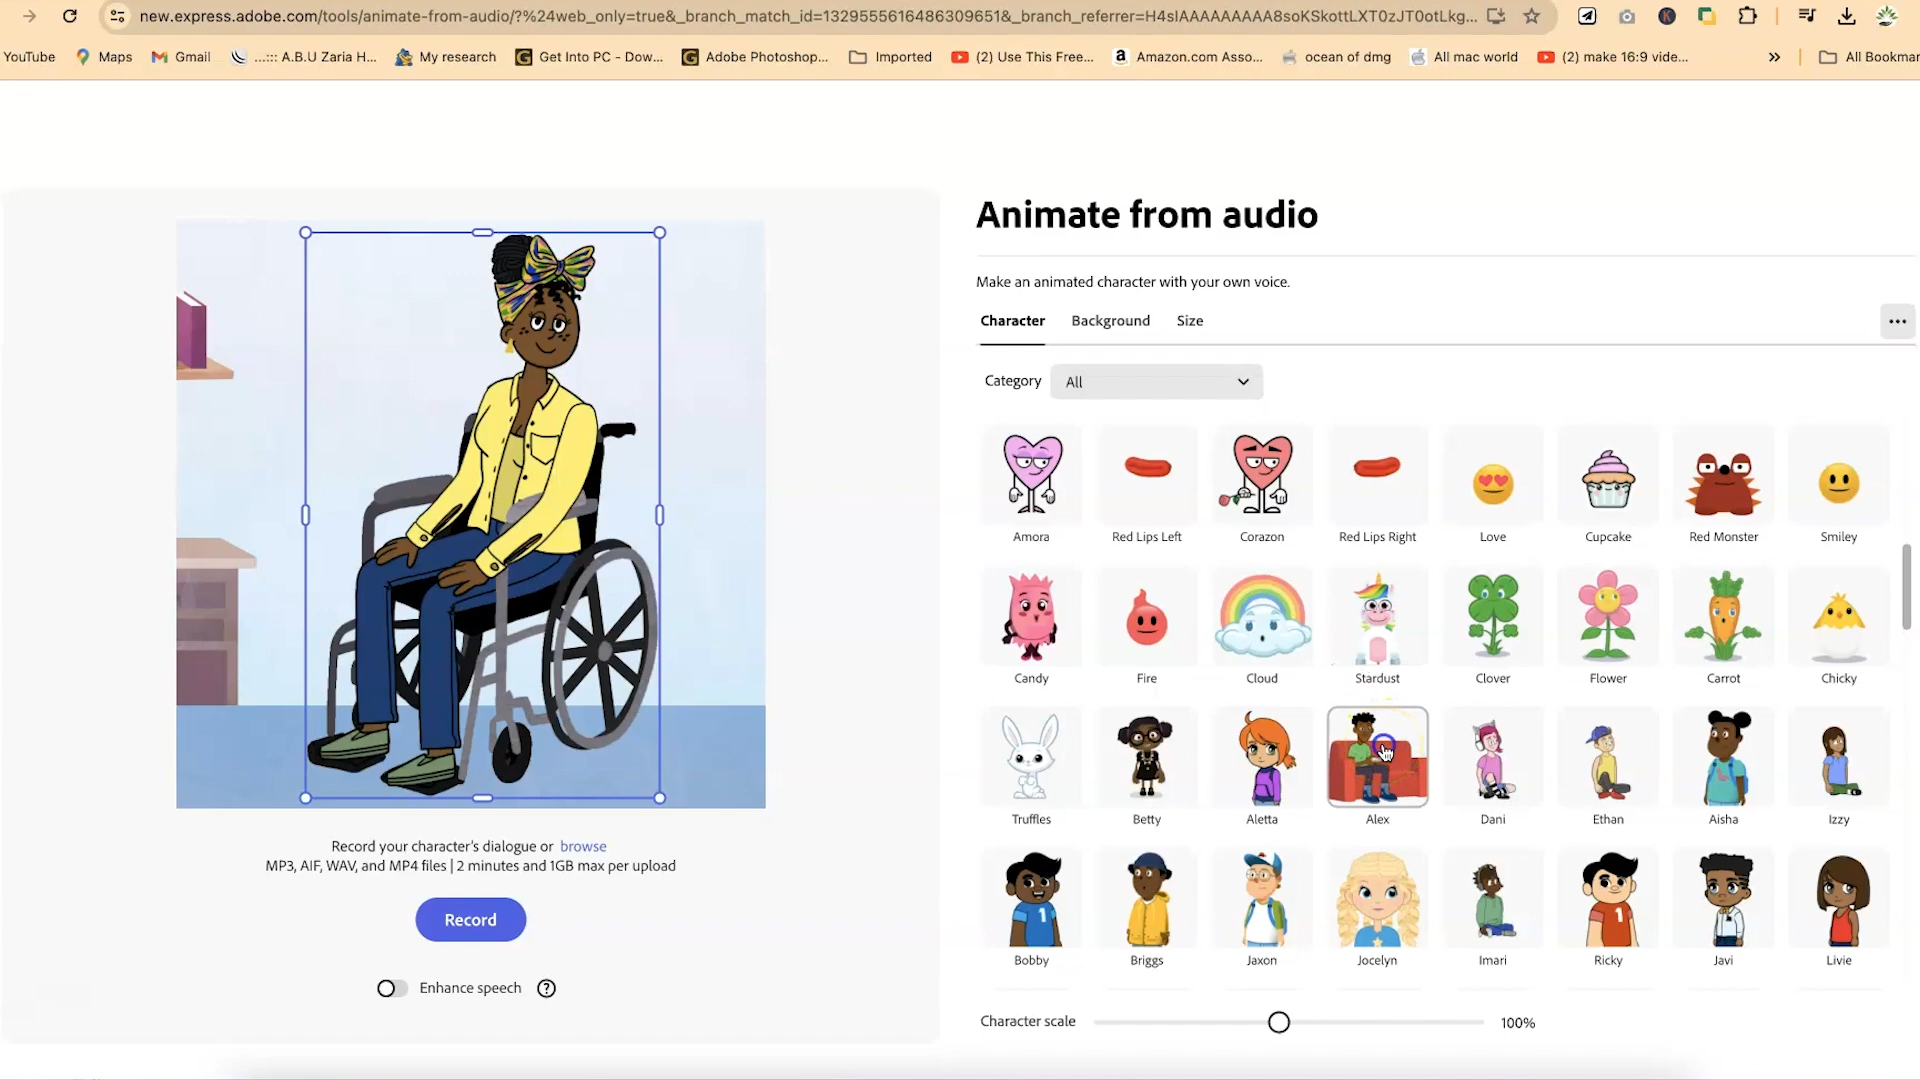 new.express.adobe.com/tools/animate-from-audio/?%24web_only=true&_branch_match_id=1329555616486309651&_branch_referrer=H4sIAAAAAAAAA8soKSkottLXT0zJT0otLkg...
YouTube Maps Gmail ...::: A.B.U Zaria H... My research Get Into PC - Dow... Adobe Photoshop... Imported (2) Use This Free... Amazon.com Asso... ocean of dmg All mac world (2) make 16:9 vide... » All Bookmar
Animate from audio
Make an animated character with your own voice.
Character Background Size
Category All
Amora Red Lips Left Corazon Red Lips Right Love Cupcake Red Monster Smiley
Candy Fire Cloud Stardust Clover Flower Carrot Chicky
Truffles Betty Aletta Alex Dani Ethan Aisha Izzy
Bobby Briggs Jaxon Jocelyn Imari Ricky Javi Livie
Character scale 100%
Record your character's dialogue or browse
MP3, AIF, WAV, and MP4 files | 2 minutes and 1GB max per upload
Record
Enhance speech ?